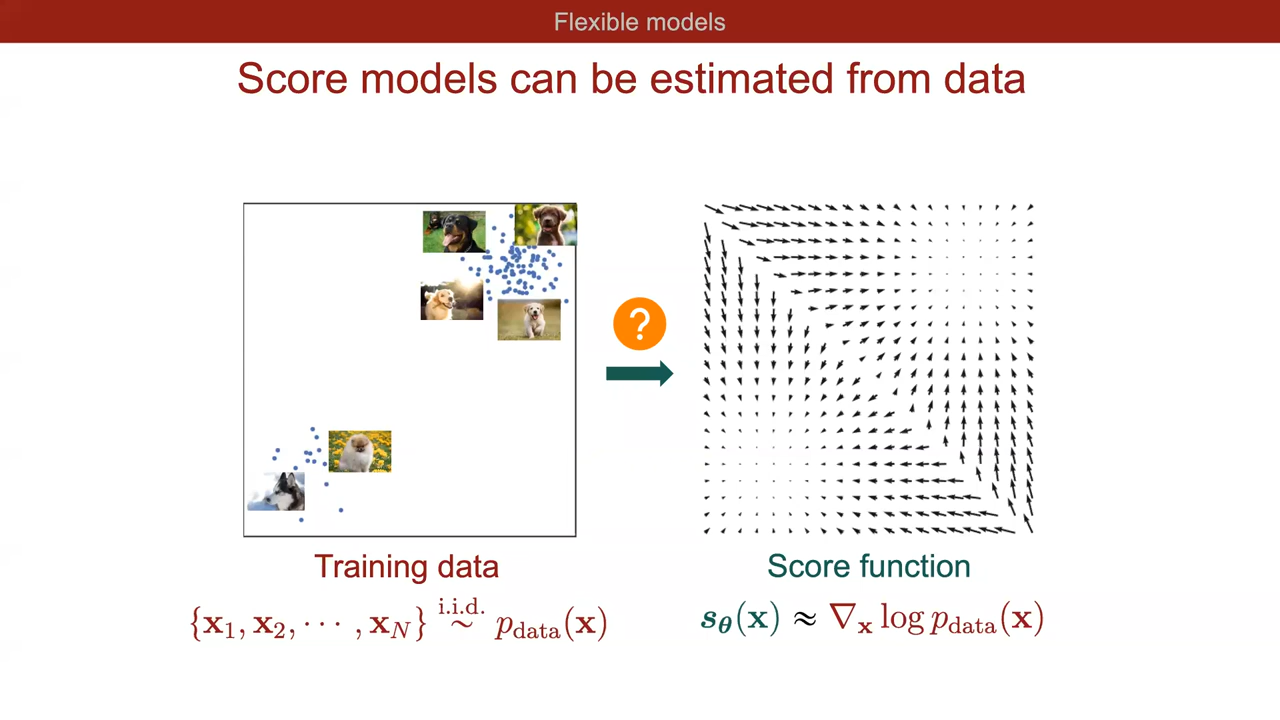 Flexible models
Score models can be estimated from data
?
Training data
Score function
{x₁, x₂, ⋯ , x_N} i.i.d. ∼ p_data(x)
s_θ(x) ≈ ∇ₓ log p_data(x)